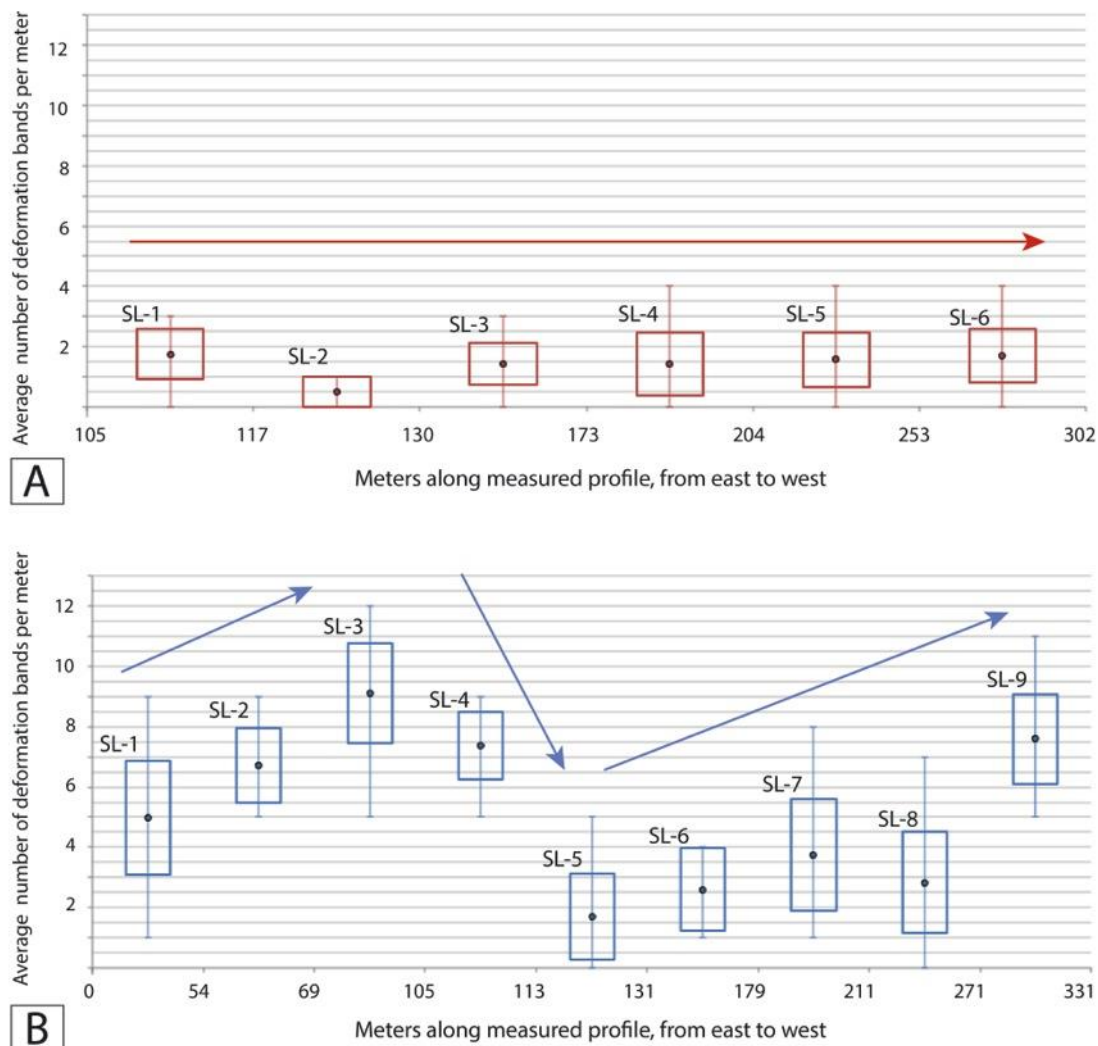 Average number of deformation bands per meter
12
10
8
6
4
2
SL-1
SL-2
SL-3
SL-4
SL-5
SL-6
105 117 130 173 204 253 302
A
Meters along measured profile, from east to west
Average number of deformation bands per meter
12
10
8
6
4
2
SL-1
SL-2
SL-3
SL-4
SL-5
SL-6
SL-7
SL-8
SL-9
0 54 69 105 113 131 179 211 271 331
B
Meters along measured profile, from east to west